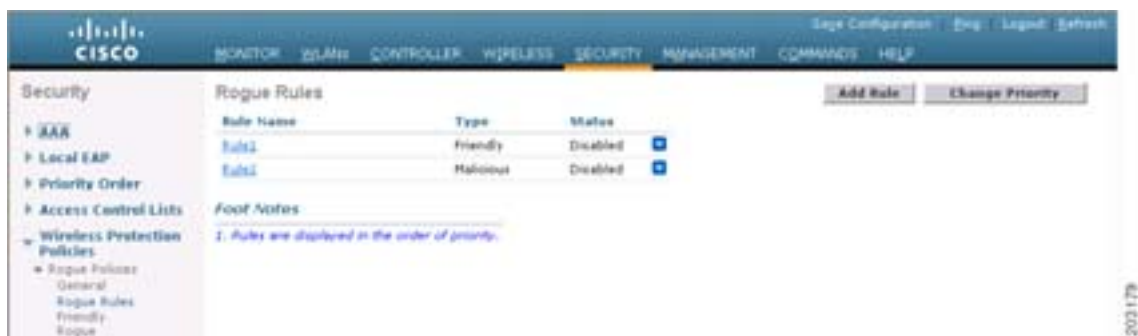 Save Configuration Ping Logout Refresh
CISCO
MONITOR WLANs CONTROLLER WIRELESS SECURITY MANAGEMENT COMMANDS HELP
Security
AAA
Local EAP
Priority Order
Access Control Lists
Wireless Protection
Policies
Rogue Policies
General
Rogue Rules
Friendly
Rogue
Rogue Rules
Add Rule
Change Priority
Rule Name Type Status
Rule1 Friendly Disabled
Malicious Disabled
Foot Notes
1. Rules are displayed in the order of priority.
203179